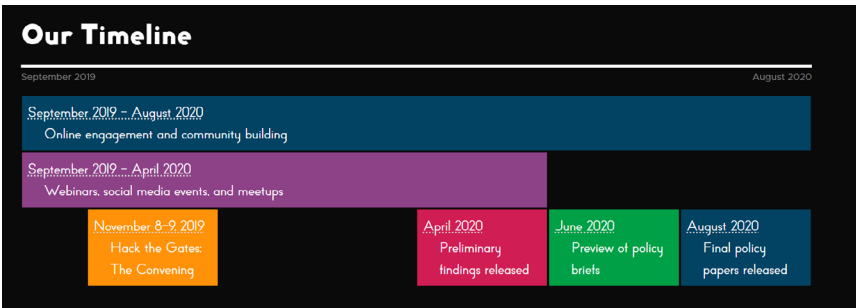 Our Timeline
September 2019
August 2020
September 2019 – August 2020
Online engagement and community building
September 2019 – April 2020
Webinars, social media events, and meetups
November 8–9, 2019
Hack the Gates:
The Convening
April 2020
Preliminary
findings released
June 2020
Preview of policy
briefs
August 2020
Final policy
papers released